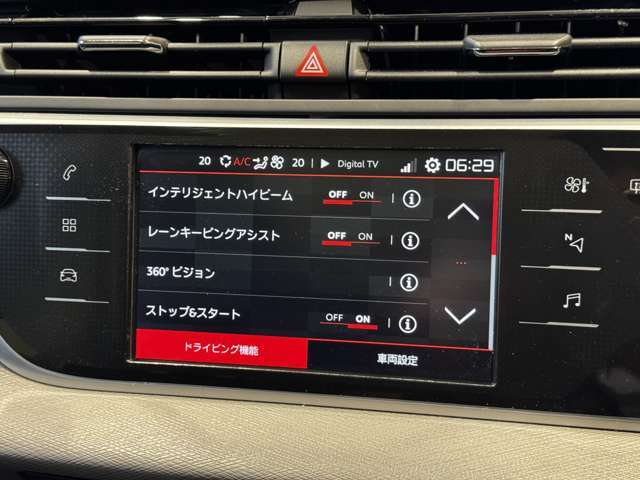 20 A/C 20 Digital TV 06:29
インテリジェントハイビーム OFF ON
レーンキーピングアシスト OFF ON
360° ビジョン
ストップ&スタート OFF ON
ドライビング機能 車両設定
N